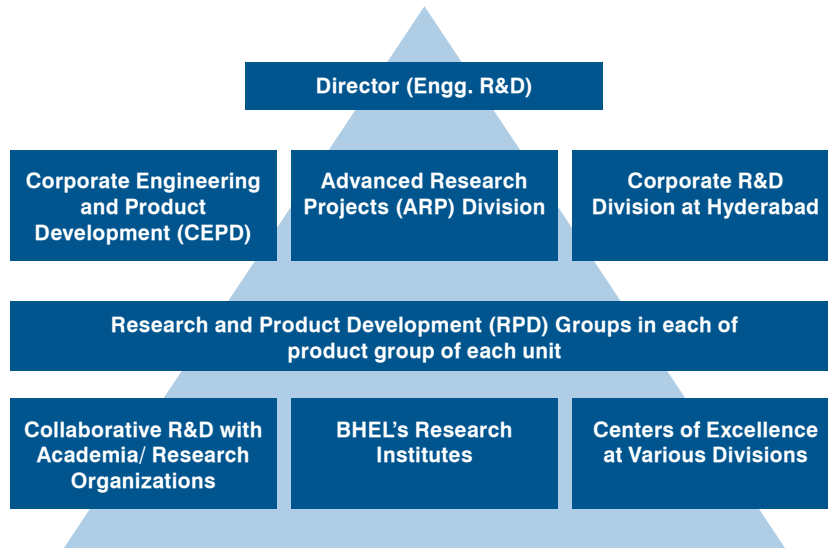 Director (Engg. R&D)
Corporate Engineering
and Product
Development (CEPD)
Advanced Research
Projects (ARP) Division
Corporate R&D
Division at Hyderabad
Research and Product Development (RPD) Groups in each of
product group of each unit
Collaborative R&D with
Academia/ Research
Organizations
BHEL’s Research
Institutes
Centers of Excellence
at Various Divisions